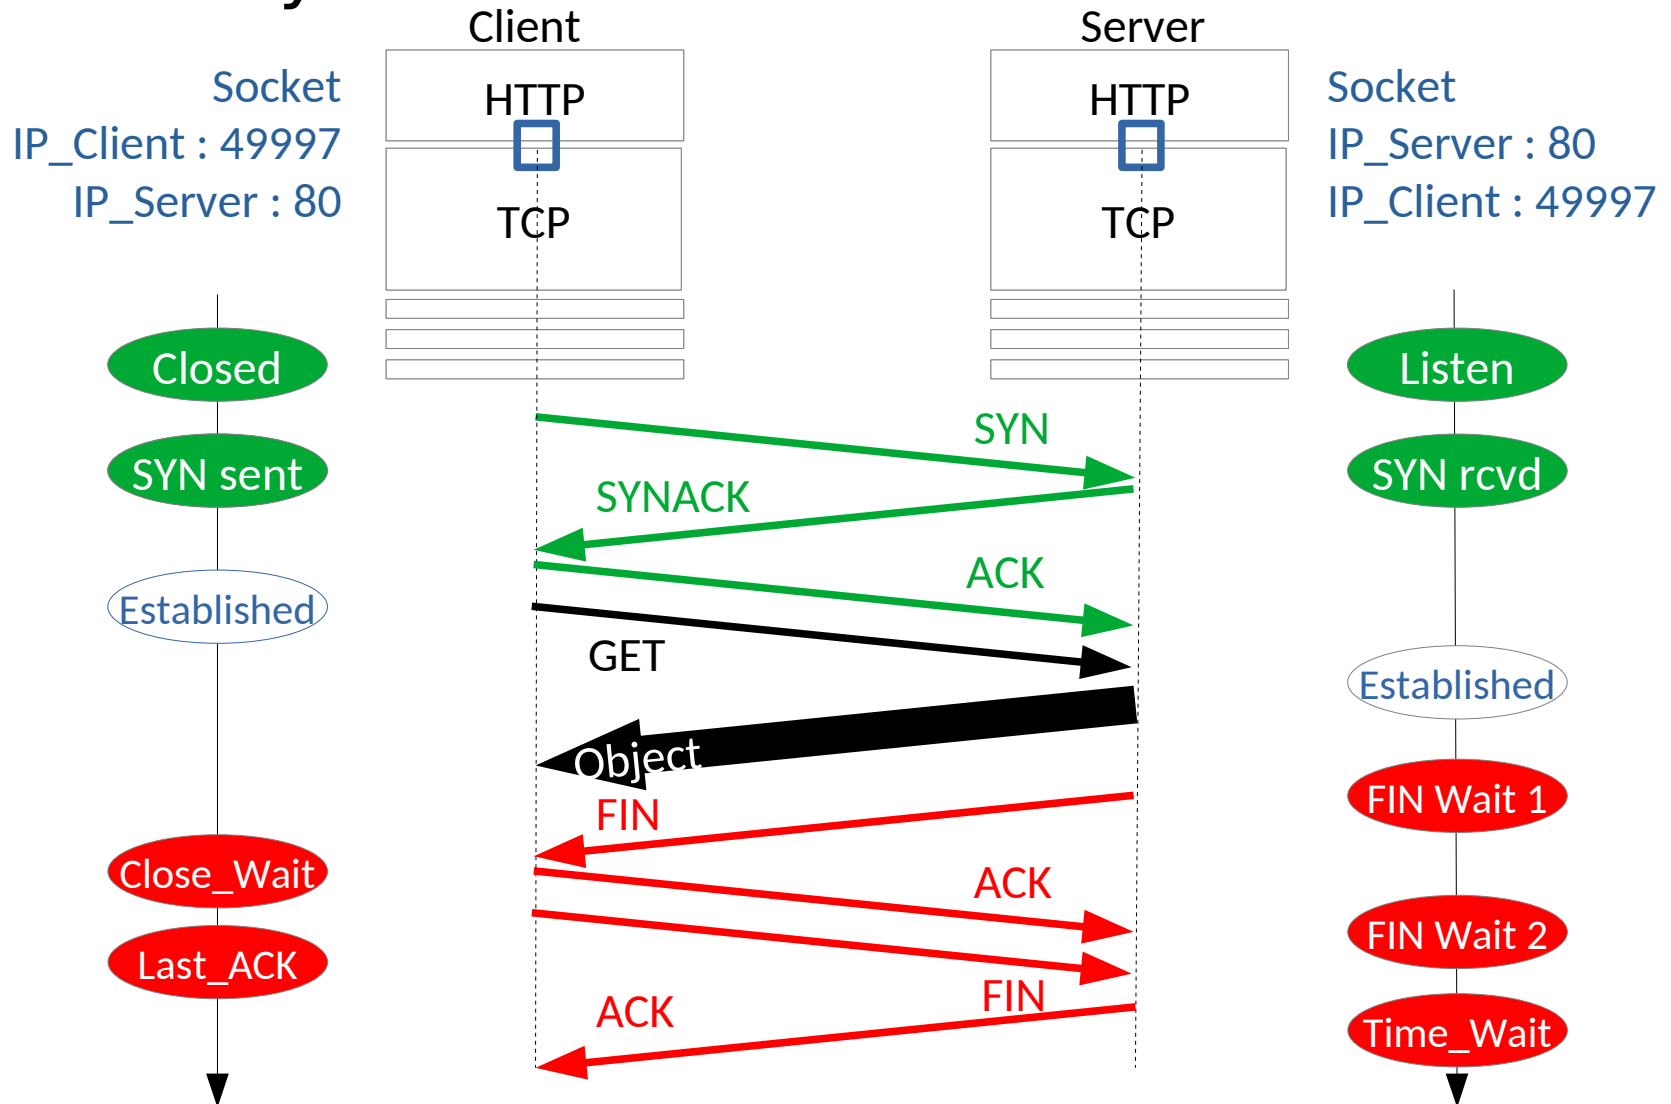 Client
Server
HTTP
HTTP
Socket
IP_Client : 49997
IP_Server : 80
Socket
IP_Server : 80
IP_Client : 49997
TCP
TCP
Closed
Listen
SYN
SYN sent
SYN rcvd
SYNACK
ACK
Established
GET
Established
Object
FIN
FIN Wait 1
Close_Wait
ACK
FIN Wait 2
Last_ACK
FIN
ACK
Time_Wait